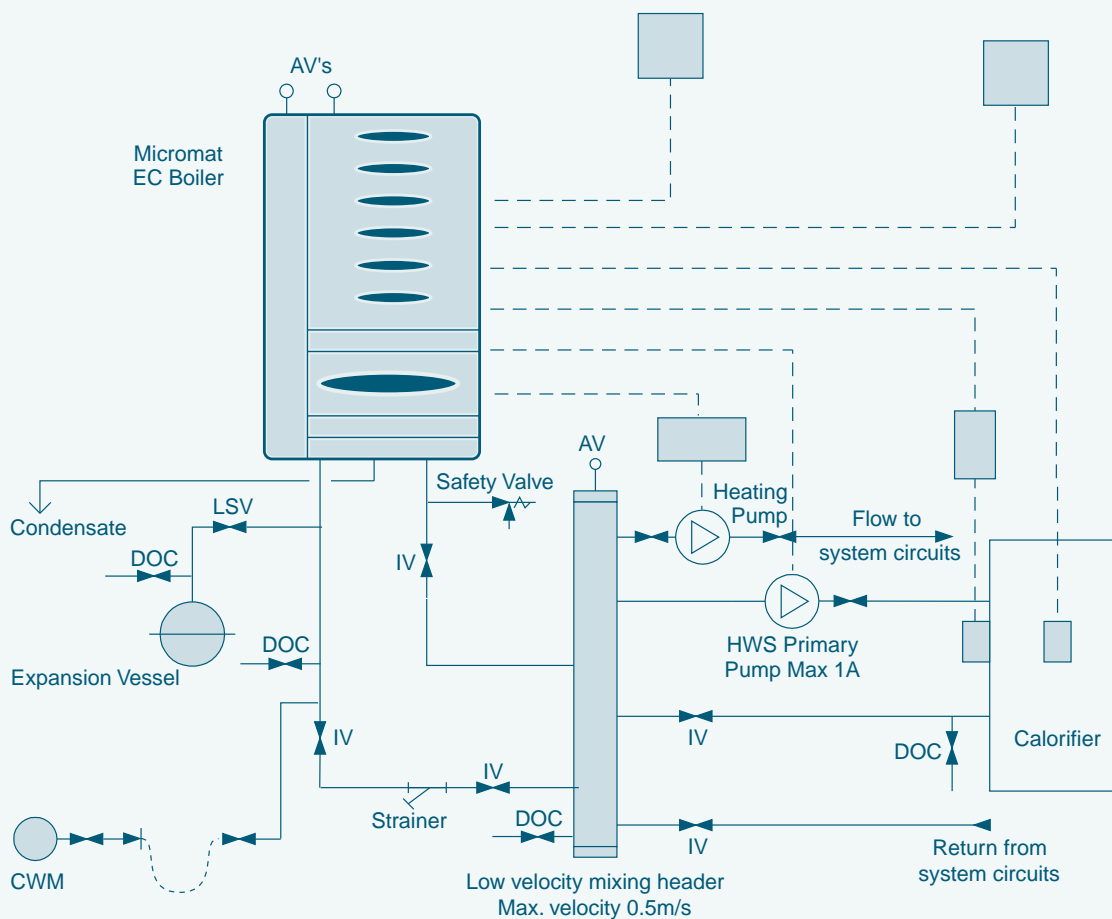 AV's
Micromat
EC Boiler
AV
Safety Valve
Heating
Pump
LSV
Condensate
Flow to
system circuits
DOC
IV
DOC
HWS Primary
Pump Max 1A
Expansion Vessel
IV
IV
DOC
Calorifier
IV
Strainer
DOC
IV
Return from
system circuits
CWM
Low velocity mixing header
Max. velocity 0.5m/s